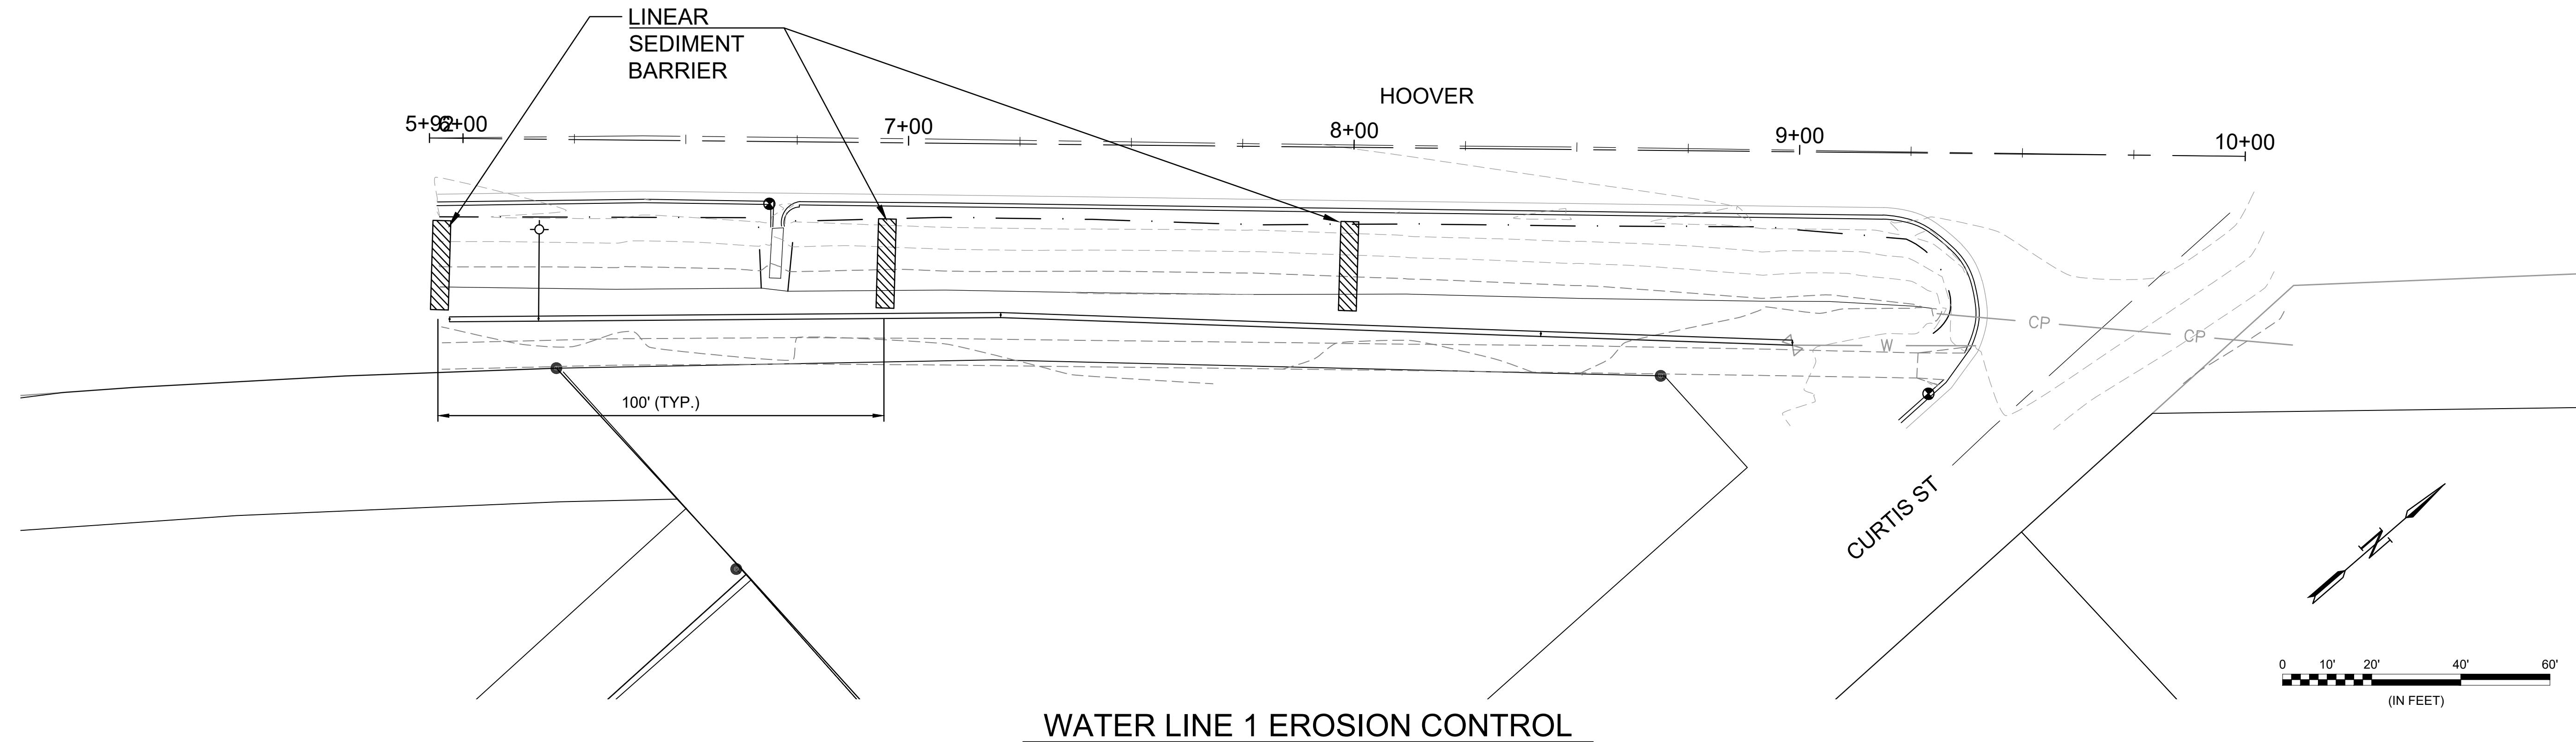 LINEAR
SEDIMENT
BARRIER
HOOVER
5+92
6+00
7+00
8+00
9+00
10+00
CP
CP
W
100' (TYP.)
CURTIS ST
N
0 10' 20' 40' 60'
(IN FEET)
WATER LINE 1 EROSION CONTROL